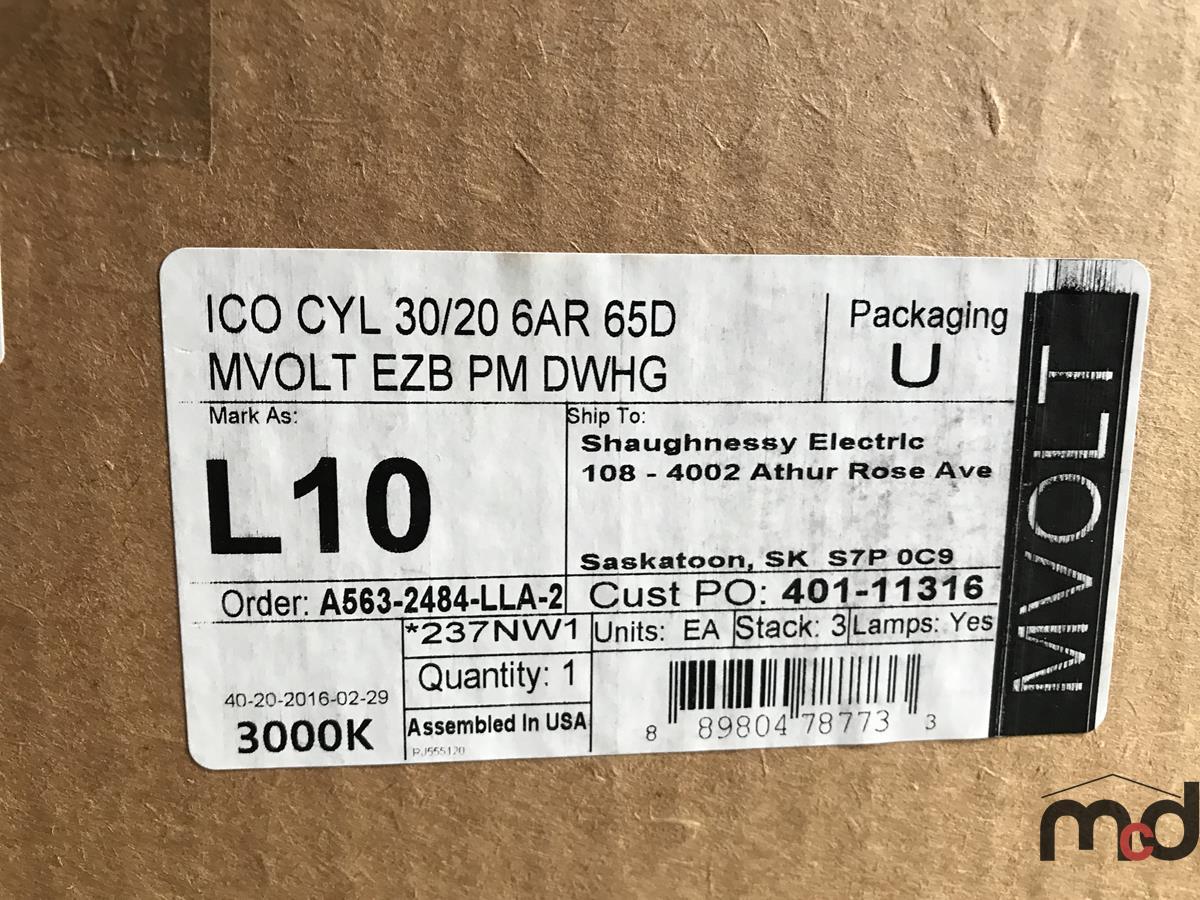 ICO CYL 30/20 6AR 65D
MVOLT EZB PM DWHG
Packaging
U
MVOLT
Mark As:
L10
Ship To:
Shaughnessy Electric
108 - 4002 Athur Rose Ave
Saskatoon, SK S7P 0C9
Order: A563-2484-LLA-2
Cust PO: 401-11316
*237NW1
Units: EA
Stack: 3
Lamps: Yes
Quantity: 1
40-20-2016-02-29
3000K
Assembled In USA
RJ555120
8 89804 78773 3
mcd